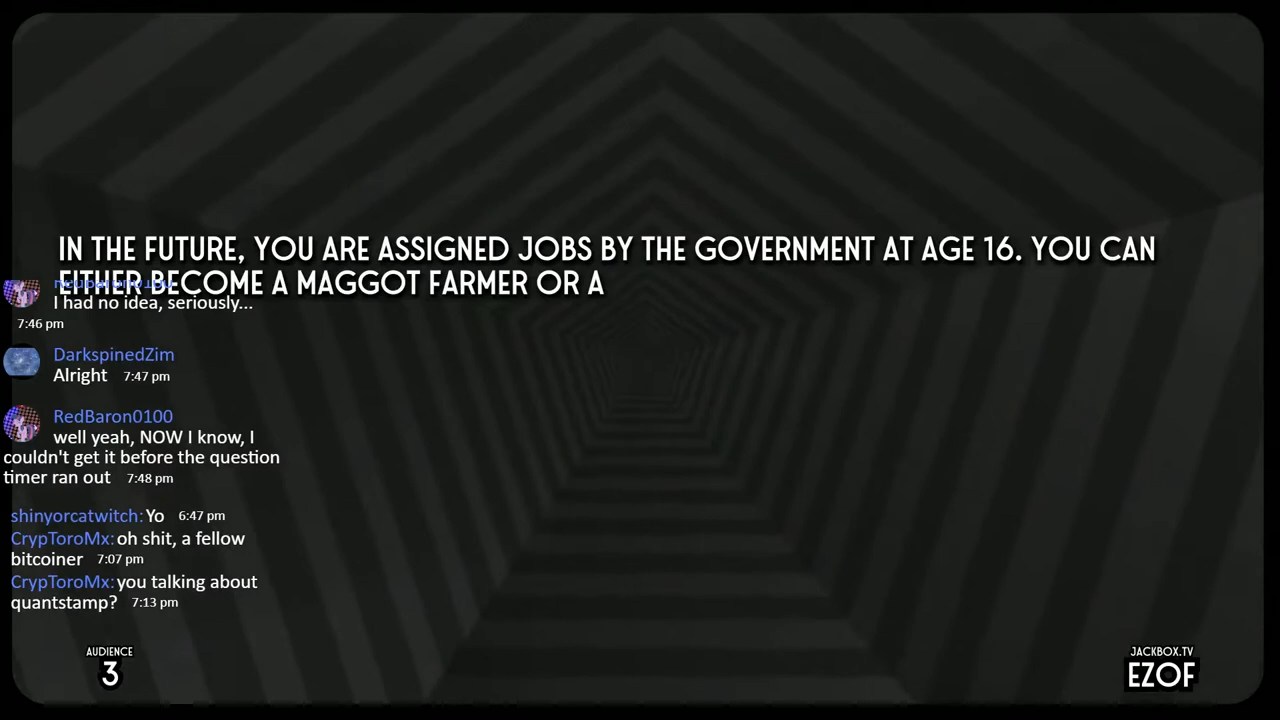 IN THE FUTURE, YOU ARE ASSIGNED JOBS BY THE GOVERNMENT AT AGE 16. YOU CAN
EITHER BECOME A MAGGOT FARMER OR A
I had no idea, seriously...
7:46 pm
DarkspinedZim
Alright 7:47 pm
RedBaron0100
well yeah, NOW I know, I
couldn't get it before the question
timer ran out 7:48 pm
shinyorcatwitch: Yo 6:47 pm
CrypToroMx: oh shit, a fellow
bitcoiner 7:07 pm
CrypToroMx: you talking about
quantstamp? 7:13 pm
AUDIENCE
3
JACKBOX.TV
EZOF